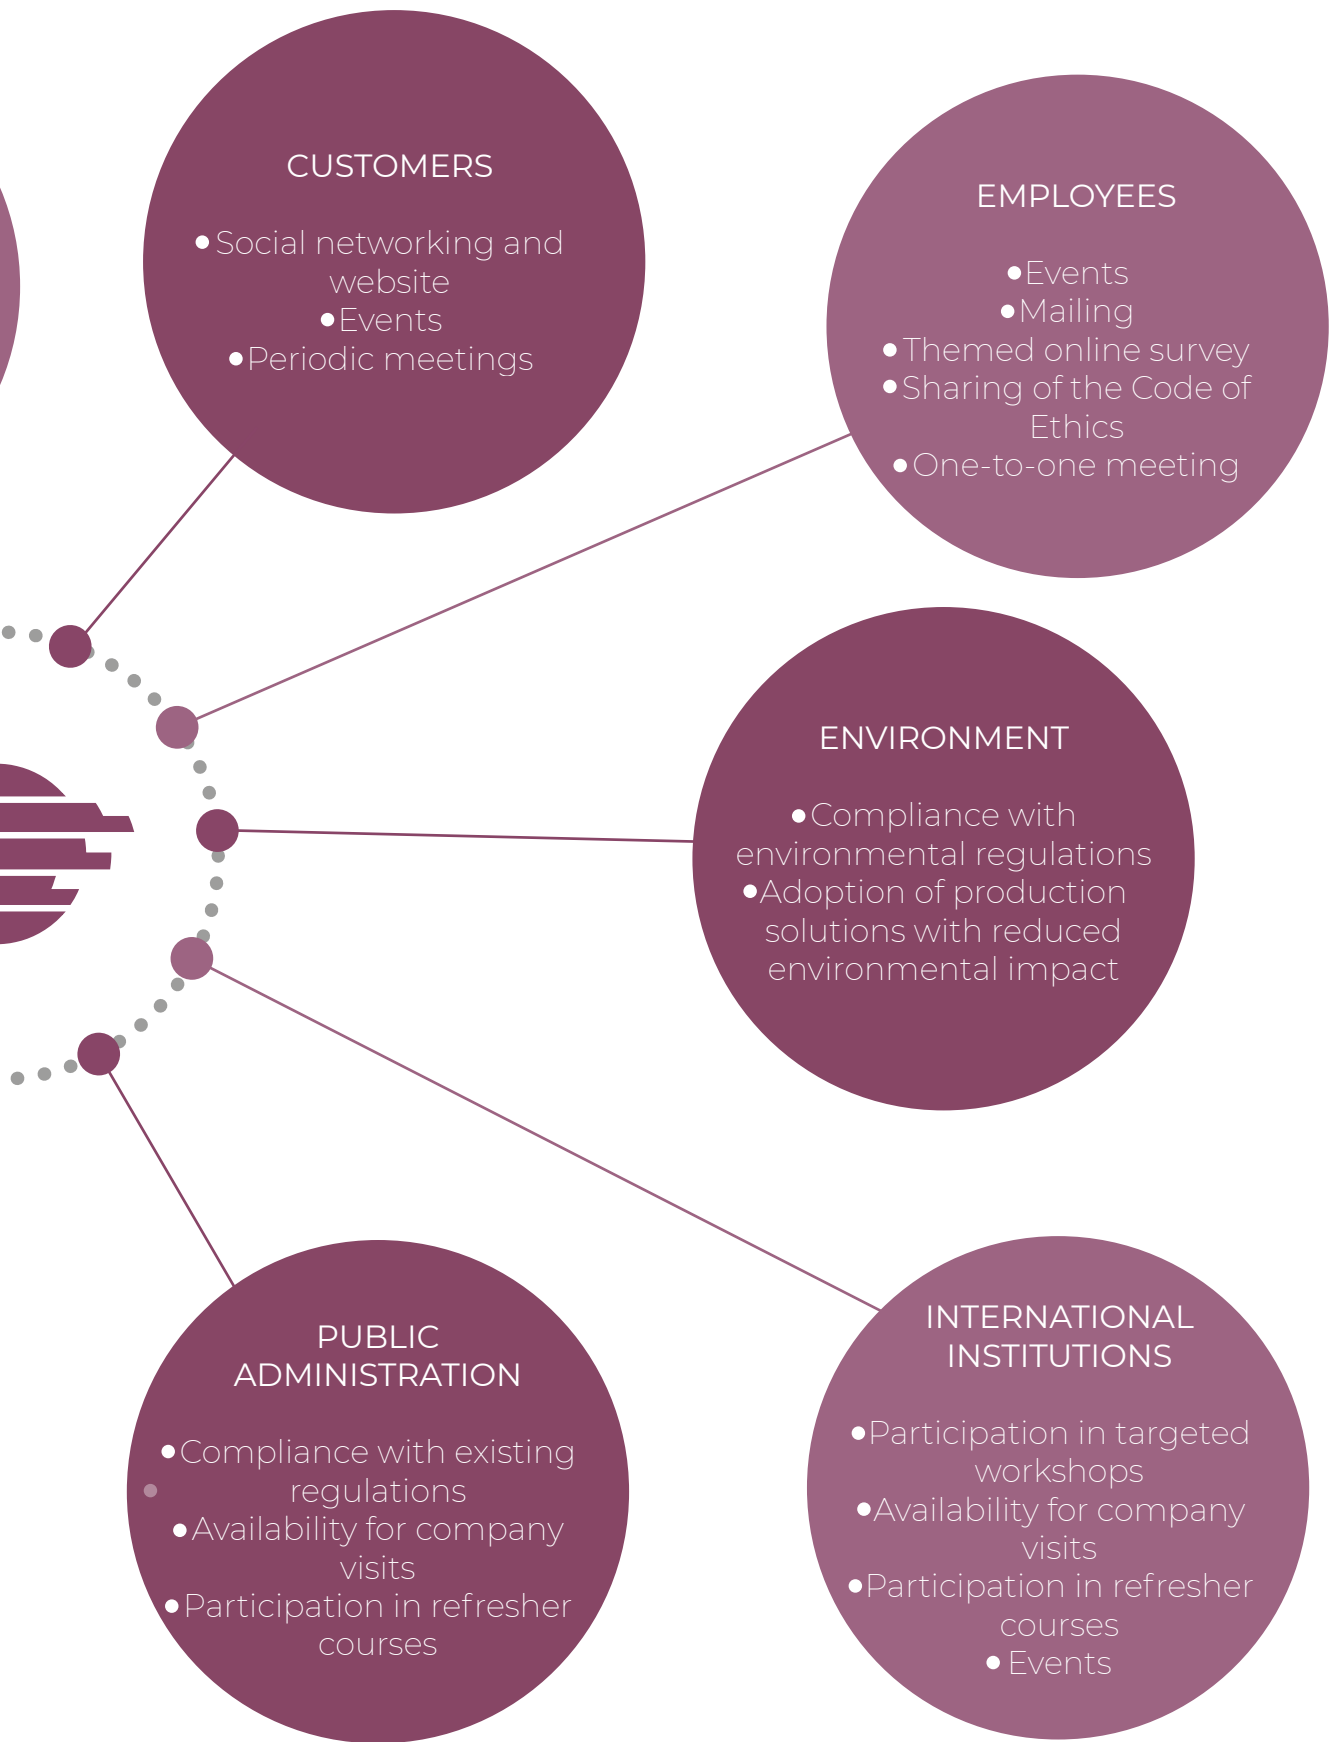 CUSTOMERS
• Social networking and
website
• Events
• Periodic meetings
EMPLOYEES
• Events
• Mailing
• Themed online survey
• Sharing of the Code of
Ethics
• One-to-one meeting
ENVIRONMENT
• Compliance with
environmental regulations
• Adoption of production
solutions with reduced
environmental impact
PUBLIC
ADMINISTRATION
• Compliance with existing
regulations
• Availability for company
visits
• Participation in refresher
courses
INTERNATIONAL
INSTITUTIONS
• Participation in targeted
workshops
• Availability for company
visits
• Participation in refresher
courses
• Events